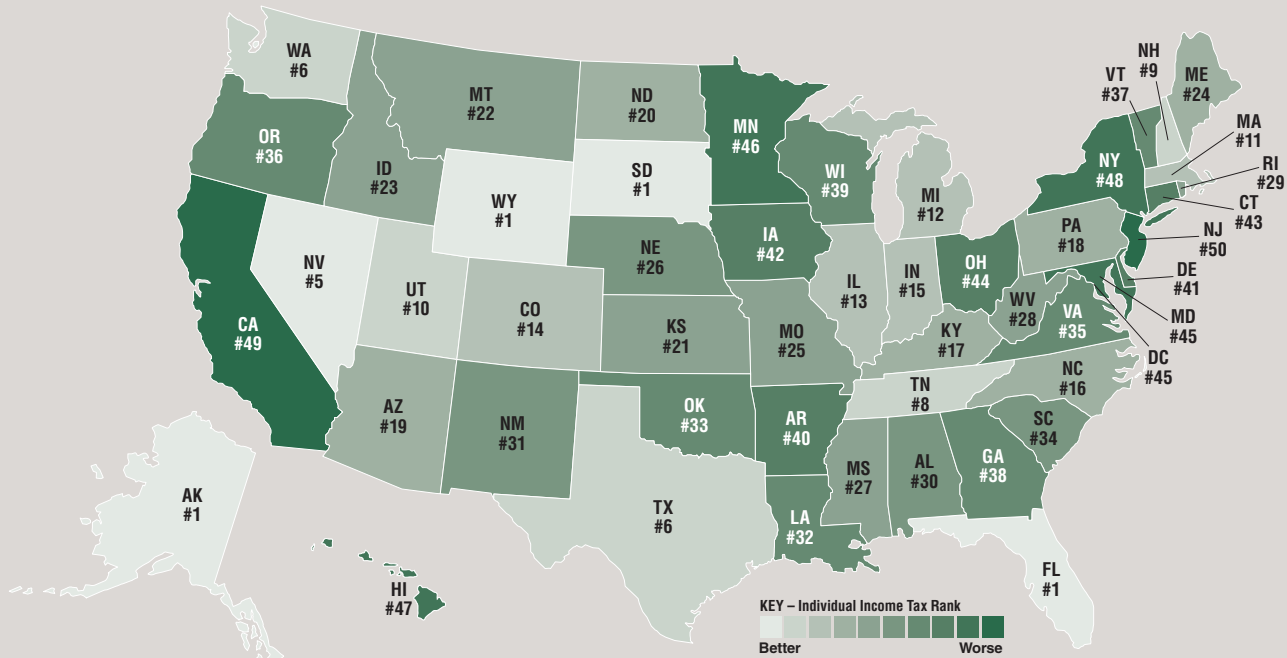 WA
#6
MT
#22
ND
#20
MN
#46
NH
#9
VT
#37
ME
#24
OR
#36
ID
#23
WY
#1
SD
#1
WI
#39
MI
#12
NY
#48
MA
#11
RI
#29
CT
#43
NJ
#50
PA
#18
NV
#5
UT
#10
CO
#14
NE
#26
IA
#42
IL
#13
IN
#15
OH
#44
DE
#41
WV
#28
VA
#35
MD
#45
DC
#45
CA
#49
KS
#21
MO
#25
KY
#17
NC
#16
AZ
#19
NM
#31
OK
#33
AR
#40
TN
#8
SC
#34
MS
#27
AL
#30
GA
#38
AK
#1
TX
#6
LA
#32
FL
#1
HI
#47
KEY – Individual Income Tax Rank
Better Worse